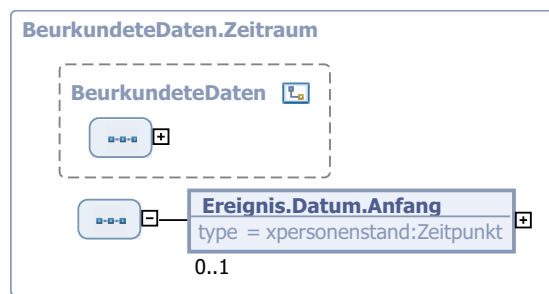 BeurkundeteDaten.Zeitraum
BeurkundeteDaten
Ereignis.Datum.Anfang
type = xpersonenstand:Zeitpunkt
0..1